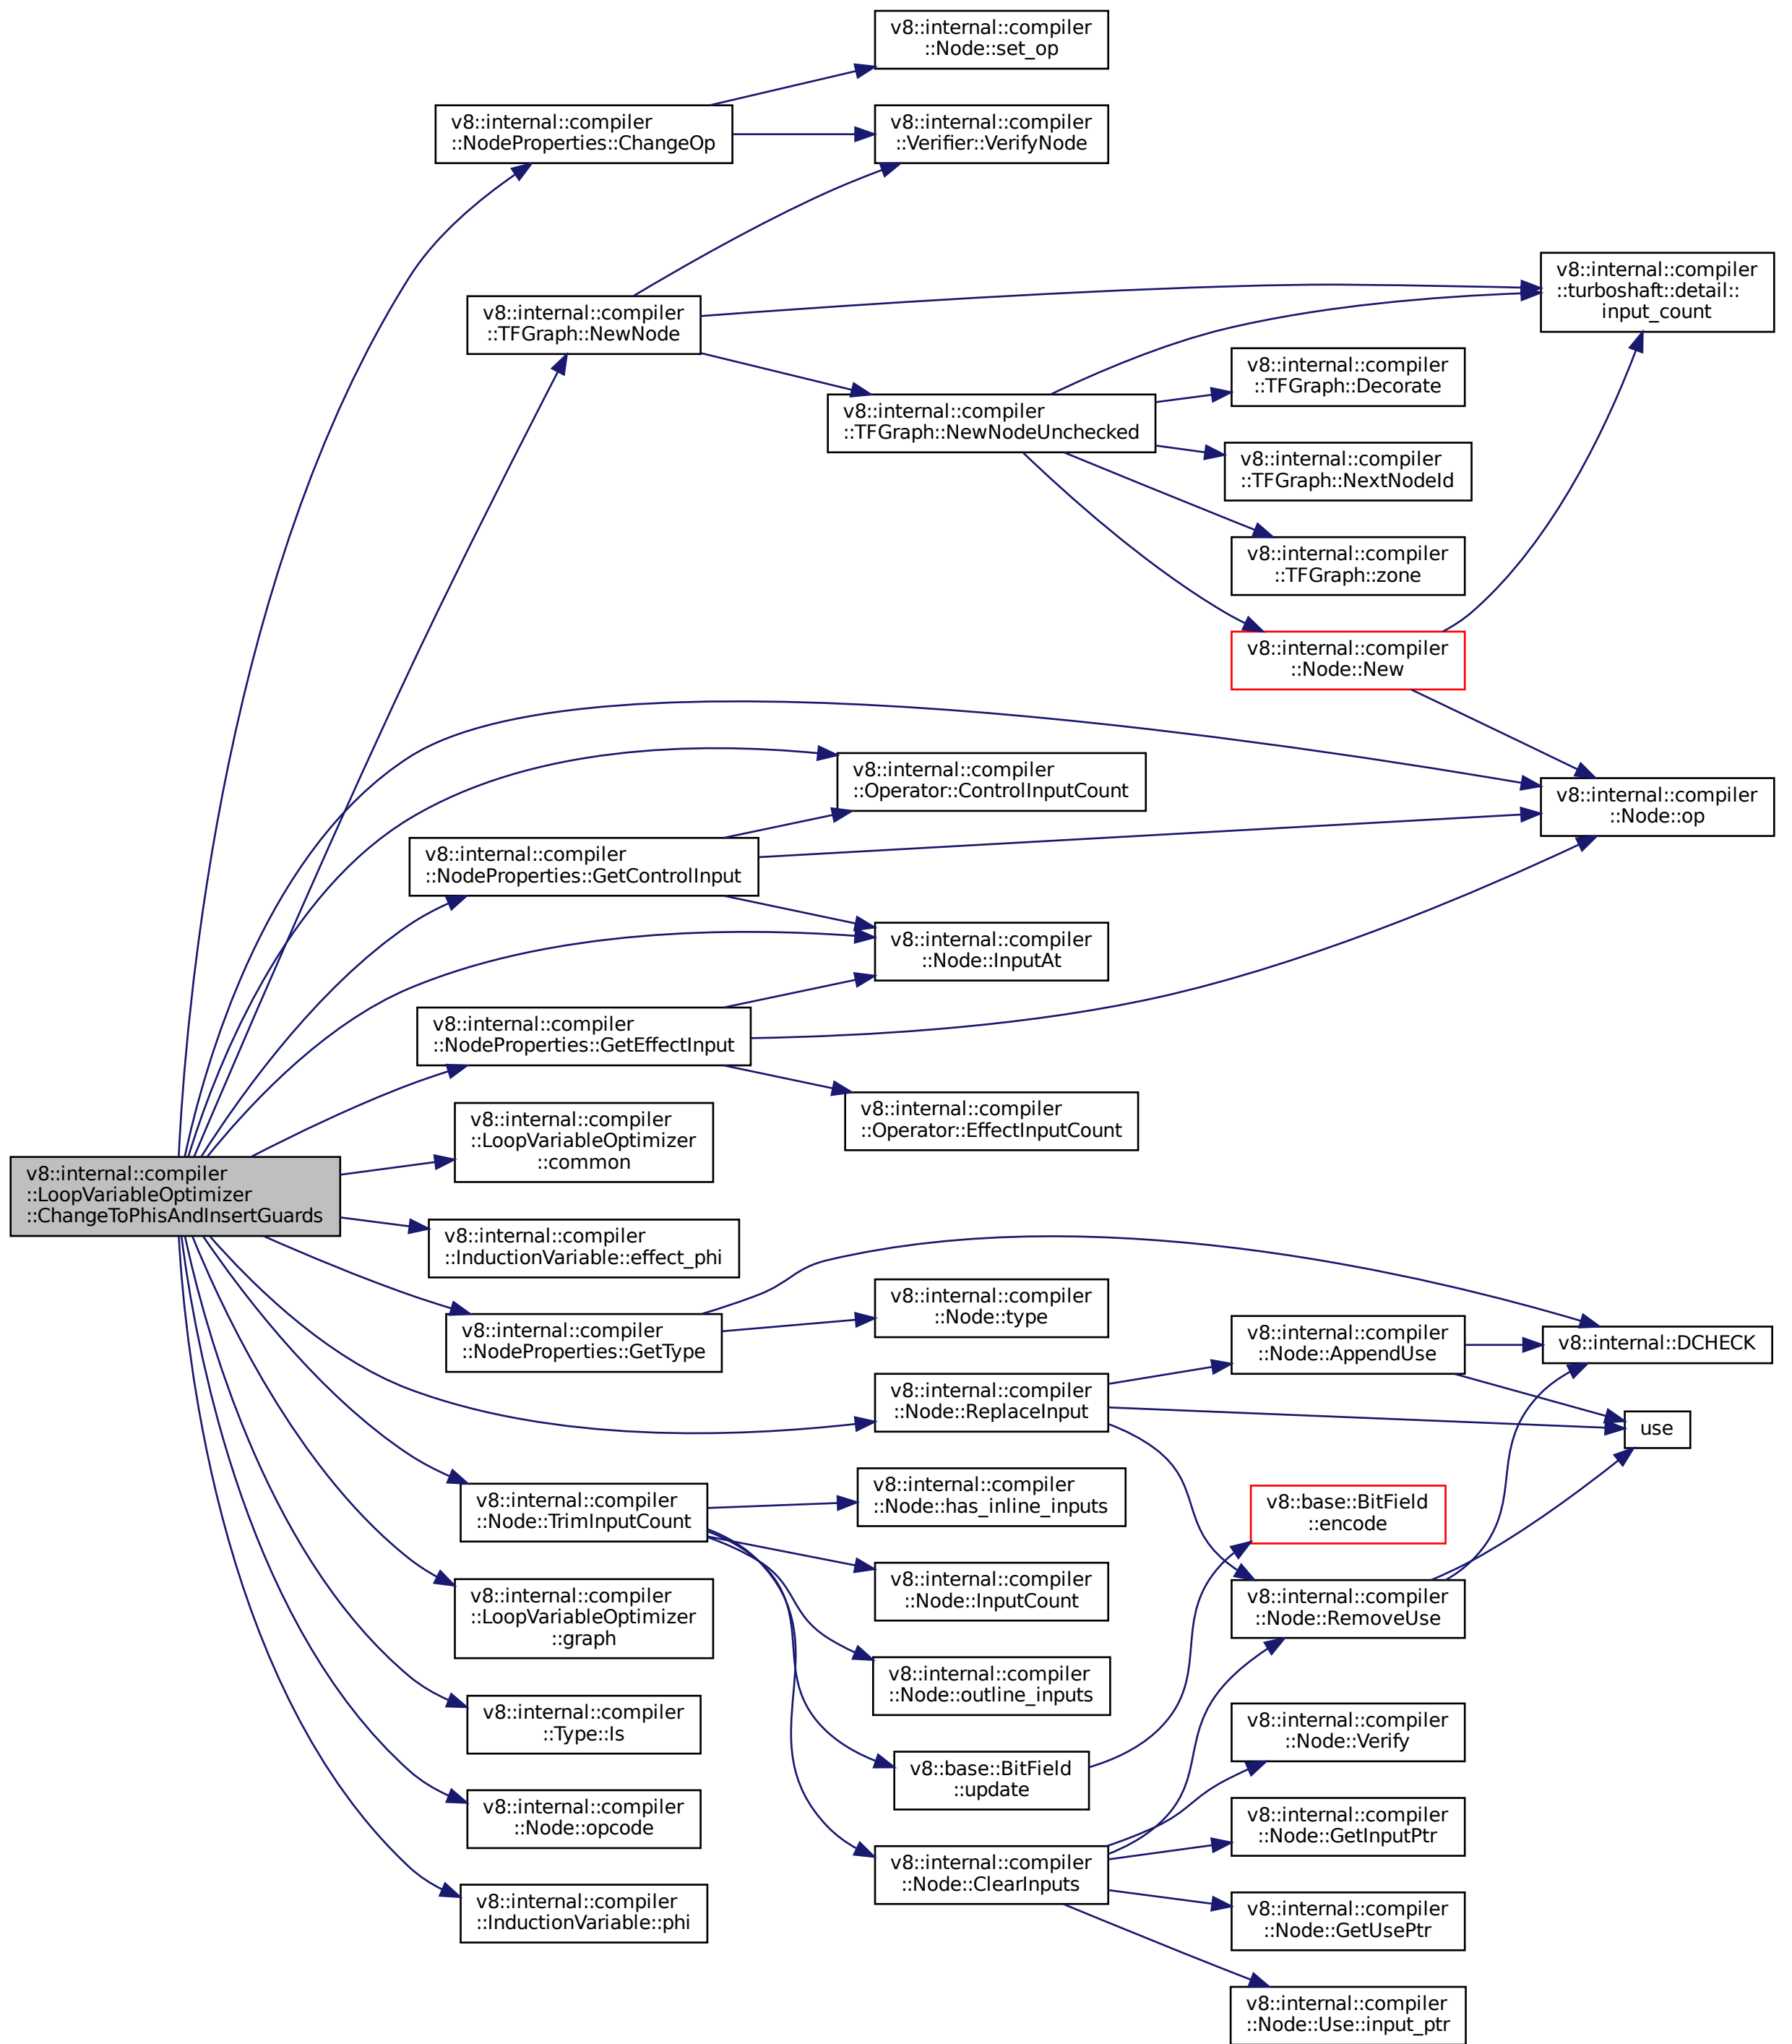 v8::internal::compiler
::Node::set_op
v8::internal::compiler
::NodeProperties::ChangeOp
v8::internal::compiler
::Verifier::VerifyNode
v8::internal::compiler
::turboshaft::detail::
input_count
v8::internal::compiler
::TFGraph::NewNode
v8::internal::compiler
::TFGraph::Decorate
v8::internal::compiler
::TFGraph::NewNodeUnchecked
v8::internal::compiler
::TFGraph::NextNodeId
v8::internal::compiler
::TFGraph::zone
v8::internal::compiler
::Node::New
v8::internal::compiler
::Operator::ControlInputCount
v8::internal::compiler
::Node::op
v8::internal::compiler
::NodeProperties::GetControlInput
v8::internal::compiler
::Node::InputAt
v8::internal::compiler
::NodeProperties::GetEffectInput
v8::internal::compiler
::Operator::EffectInputCount
v8::internal::compiler
::LoopVariableOptimizer
::common
v8::internal::compiler
::LoopVariableOptimizer
::ChangeToPhisAndInsertGuards
v8::internal::compiler
::InductionVariable::effect_phi
v8::internal::compiler
::Node::type
v8::internal::compiler
::NodeProperties::GetType
v8::internal::compiler
::Node::AppendUse
v8::internal::DCHECK
v8::internal::compiler
::Node::ReplaceInput
use
v8::internal::compiler
::Node::TrimInputCount
v8::internal::compiler
::Node::has_inline_inputs
v8::base::BitField
::encode
v8::internal::compiler
::Node::InputCount
v8::internal::compiler
::Node::RemoveUse
v8::internal::compiler
::LoopVariableOptimizer
::graph
v8::internal::compiler
::Node::outline_inputs
v8::internal::compiler
::Type::Is
v8::internal::compiler
::Node::Verify
v8::base::BitField
::update
v8::internal::compiler
::Node::opcode
v8::internal::compiler
::Node::GetInputPtr
v8::internal::compiler
::Node::ClearInputs
v8::internal::compiler
::InductionVariable::phi
v8::internal::compiler
::Node::GetUsePtr
v8::internal::compiler
::Node::Use::input_ptr